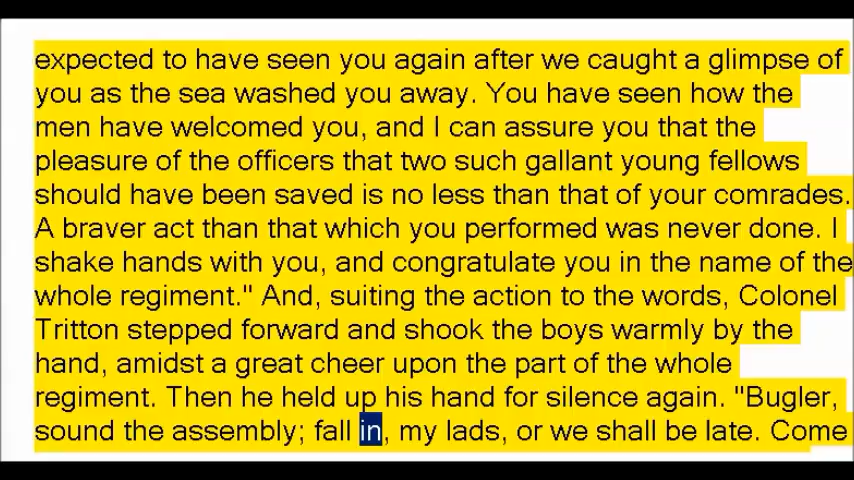 expected to have seen you again after we caught a glimpse of
you as the sea washed you away. You have seen how the
men have welcomed you, and I can assure you that the
pleasure of the officers that two such gallant young fellows
should have been saved is no less than that of your comrades.
A braver act than that which you performed was never done. I
shake hands with you, and congratulate you in the name of the
whole regiment." And, suiting the action to the words, Colonel
Tritton stepped forward and shook the boys warmly by the
hand, amidst a great cheer upon the part of the whole
regiment. Then he held up his hand for silence again. "Bugler,
sound the assembly; fall in, my lads, or we shall be late. Come